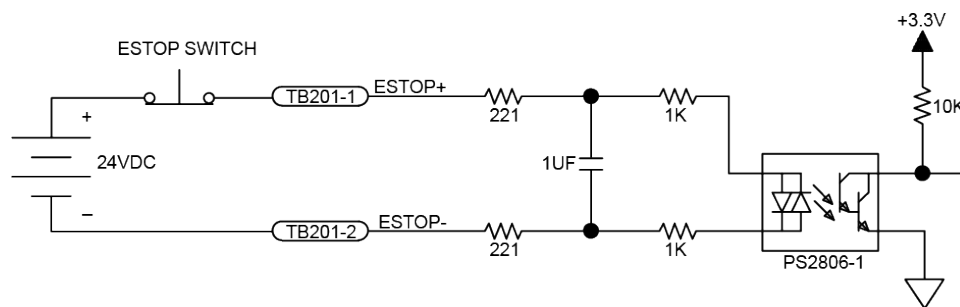 +3.3V
ESTOP SWITCH
TB201-1 ESTOP+
+
221
1K
10K
24VDC
1UF
−
TB201-2 ESTOP-
221
1K
PS2806-1